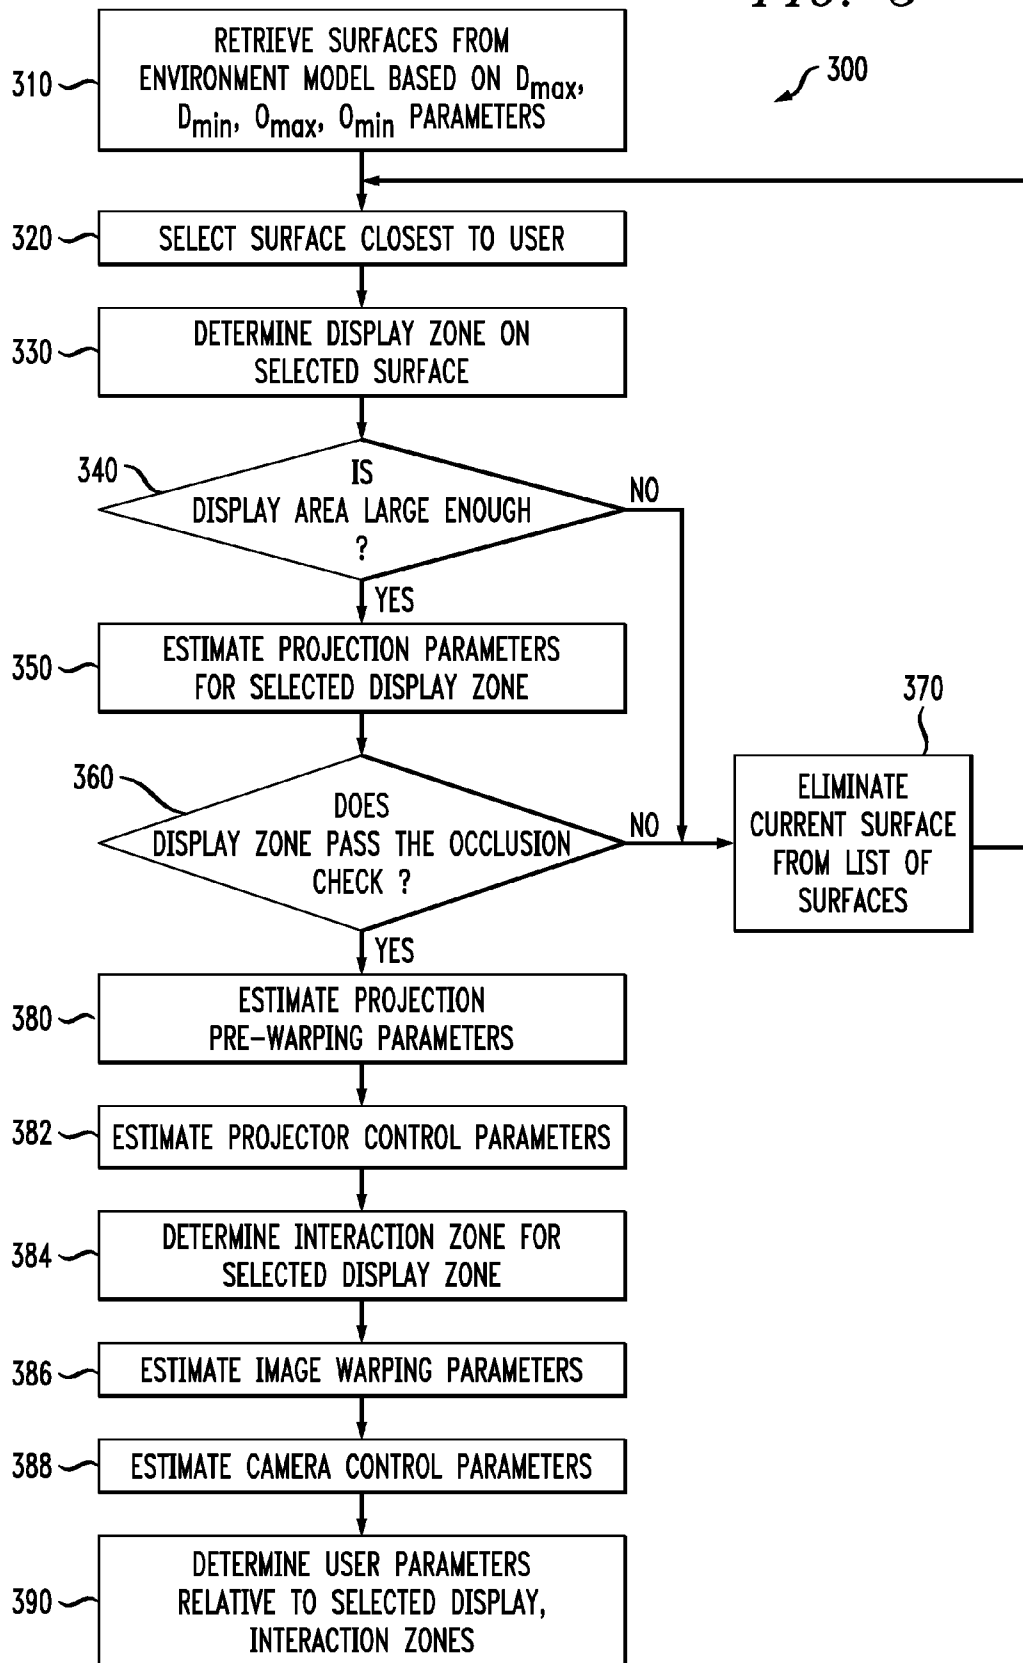 FIG. 3
300
310
RETRIEVE SURFACES FROM
ENVIRONMENT MODEL BASED ON Dmax,
Dmin, Omax, Omin PARAMETERS
320
SELECT SURFACE CLOSEST TO USER
330
DETERMINE DISPLAY ZONE ON
SELECTED SURFACE
340
IS
DISPLAY AREA LARGE ENOUGH
?
NO
YES
350
ESTIMATE PROJECTION PARAMETERS
FOR SELECTED DISPLAY ZONE
360
DOES
DISPLAY ZONE PASS THE OCCLUSION
CHECK ?
NO
370
ELIMINATE
CURRENT SURFACE
FROM LIST OF
SURFACES
YES
380
ESTIMATE PROJECTION
PRE-WARPING PARAMETERS
382
ESTIMATE PROJECTOR CONTROL PARAMETERS
384
DETERMINE INTERACTION ZONE FOR
SELECTED DISPLAY ZONE
386
ESTIMATE IMAGE WARPING PARAMETERS
388
ESTIMATE CAMERA CONTROL PARAMETERS
390
DETERMINE USER PARAMETERS
RELATIVE TO SELECTED DISPLAY,
INTERACTION ZONES